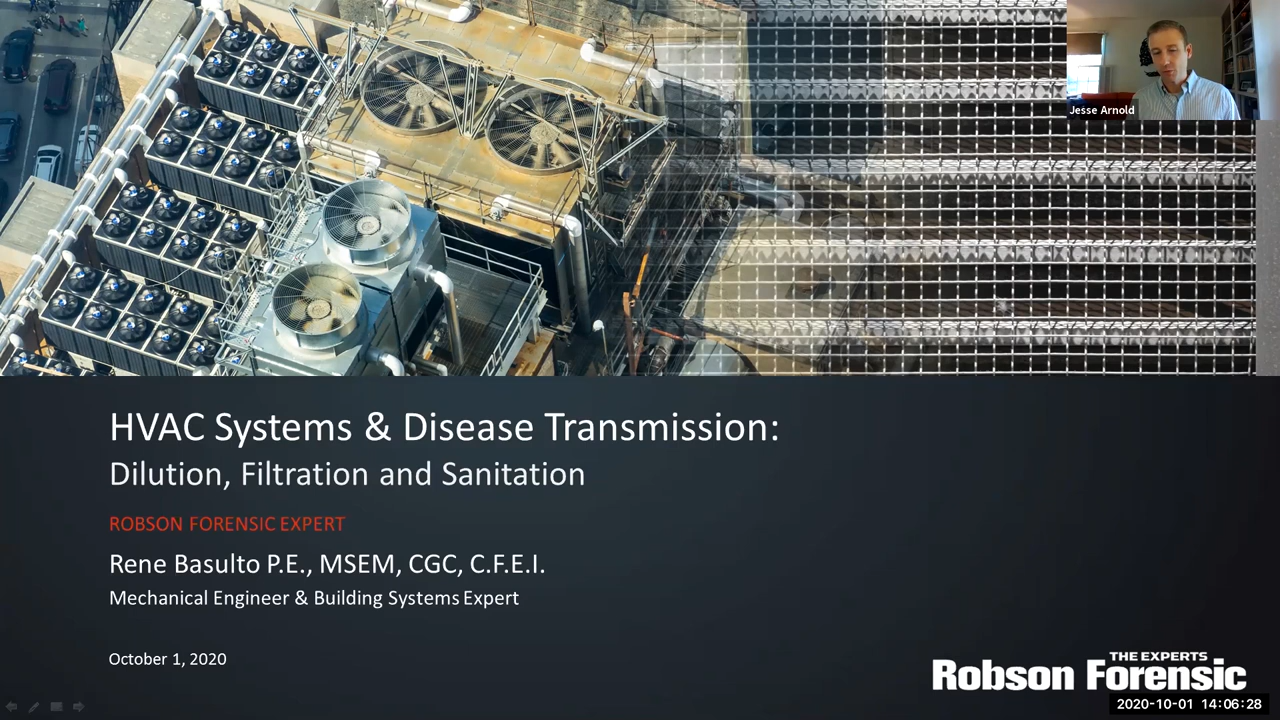 Jesse Arnold
HVAC Systems & Disease Transmission:
Dilution, Filtration and Sanitation
ROBSON FORENSIC EXPERT
Rene Basulto P.E., MSEM, CGC, C.F.E.I.
Mechanical Engineer & Building Systems Expert
October 1, 2020
THE EXPERTS
Robson Forensic
2020-10-01 14:06:28